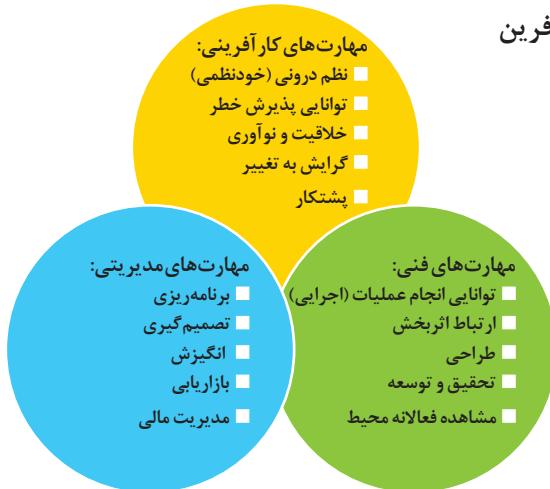 فرین
مهارت‌های کارآفرینی:
نظم درونی (خودنظمی)
توانایی پذیرش خطر
خلاقیت و نوآوری
گرایش به تغییر
پشتکار
مهارت‌های فنی:
توانایی انجام عملیات (اجرایی)
ارتباط اثربخش
طراحی
تحقیق و توسعه
مشاهده فعالانه محیط
مهارت‌های مدیریتی:
برنامه‌ریزی
تصمیم‌گیری
انگیزش
بازاریابی
مدیریت مالی